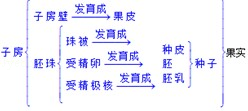 子房壁 发育成 果皮
珠被 发育成 种皮
子房 胚珠 受精卵 发育成 胚 种子 果实
受精极核 发育成 胚乳